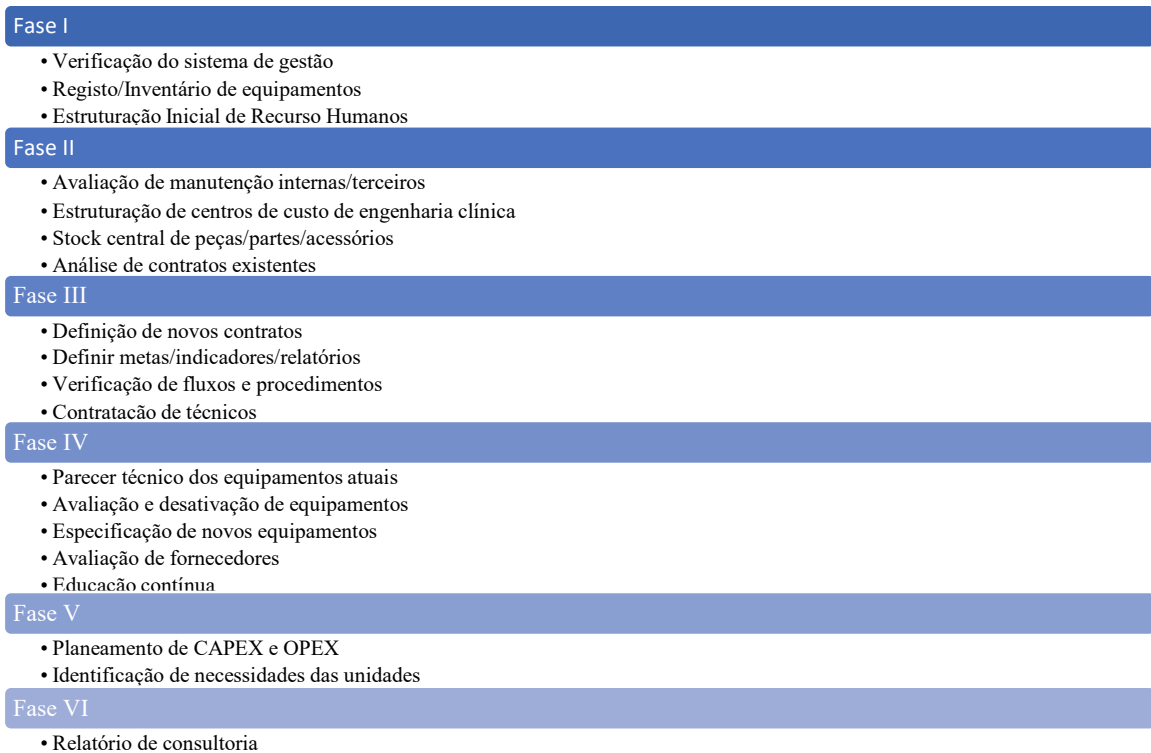 Fase I
• Verificação do sistema de gestão
• Registo/Inventário de equipamentos
• Estruturação Inicial de Recurso Humanos
Fase II
• Avaliação de manutenção internas/terceiros
• Estruturação de centros de custo de engenharia clínica
• Stock central de peças/partes/acessórios
• Análise de contratos existentes
Fase III
• Definição de novos contratos
• Definir metas/indicadores/relatórios
• Verificação de fluxos e procedimentos
• Contratação de técnicos
Fase IV
• Parecer técnico dos equipamentos atuais
• Avaliação e desativação de equipamentos
• Especificação de novos equipamentos
• Avaliação de fornecedores
• Educação contínua
Fase V
• Planeamento de CAPEX e OPEX
• Identificação de necessidades das unidades
Fase VI
• Relatório de consultoria